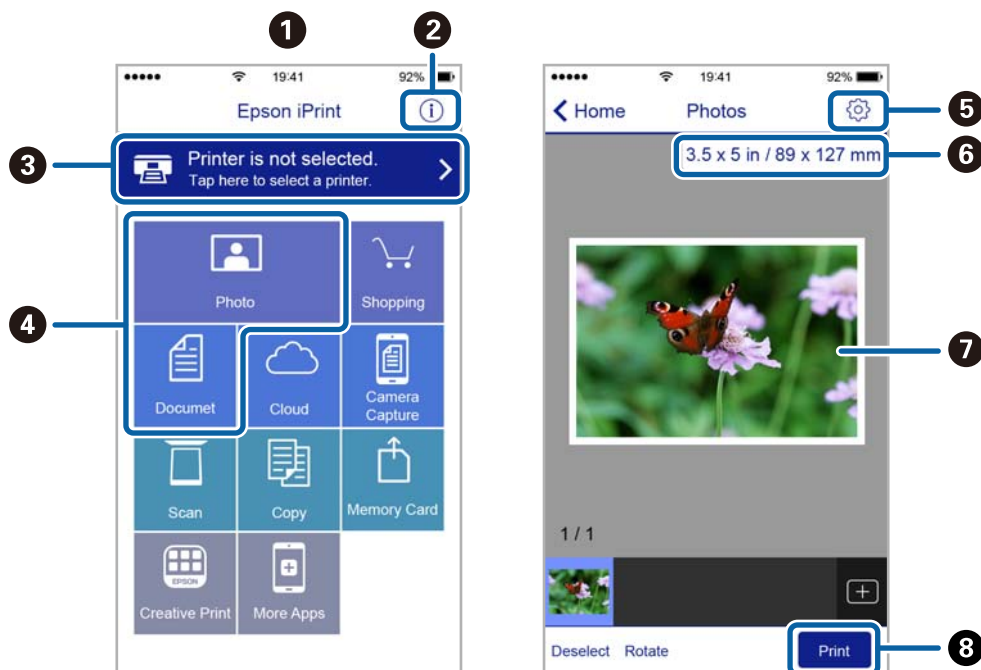 1
2
19:41
92%
Epson iPrint
i
3
Printer is not selected.
Tap here to select a printer.
4
Photo
Shopping
Documet
Cloud
Camera
Capture
Scan
Copy
Memory Card
EPSON
Creative Print
More Apps
19:41
92%
Home
Photos
5
3.5 x 5 in / 89 x 127 mm
6
7
1 / 1
Deselect
Rotate
Print
8